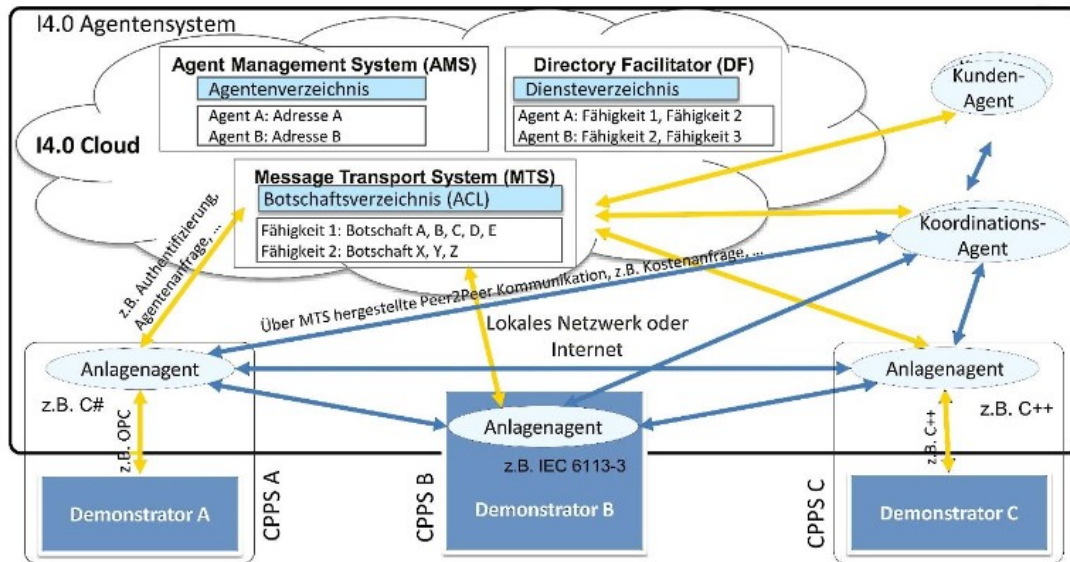 I4.0 Agentensystem
Agent Management System (AMS)
Agentenverzeichnis
Agent A: Adresse A
Agent B: Adresse B
Directory Facilitator (DF)
Diensteverzeichnis
Agent A: Fähigkeit 1, Fähigkeit 2
Agent B: Fähigkeit 2, Fähigkeit 3
Kunden-
Agent
I4.0 Cloud
Message Transport System (MTS)
Botschaftsverzeichnis (ACL)
Fähigkeit 1: Botschaft A, B, C, D, E
Fähigkeit 2: Botschaft X, Y, Z
Koordinations-
Agent
z.B. Authentifizierung,
Agentenanfrage, ...
Über MTS hergestellte Peer2Peer Kommunikation, z.B. Kostenanfrage, ...
Lokales Netzwerk oder
Internet
Anlagenagent
z.B. C#
z.B. OPC
Demonstrator A
CPPS A
Anlagenagent
z.B. IEC 6113-3
Demonstrator B
CPPS B
Anlagenagent
z.B. C++
z.B. C++
Demonstrator C
CPPS C